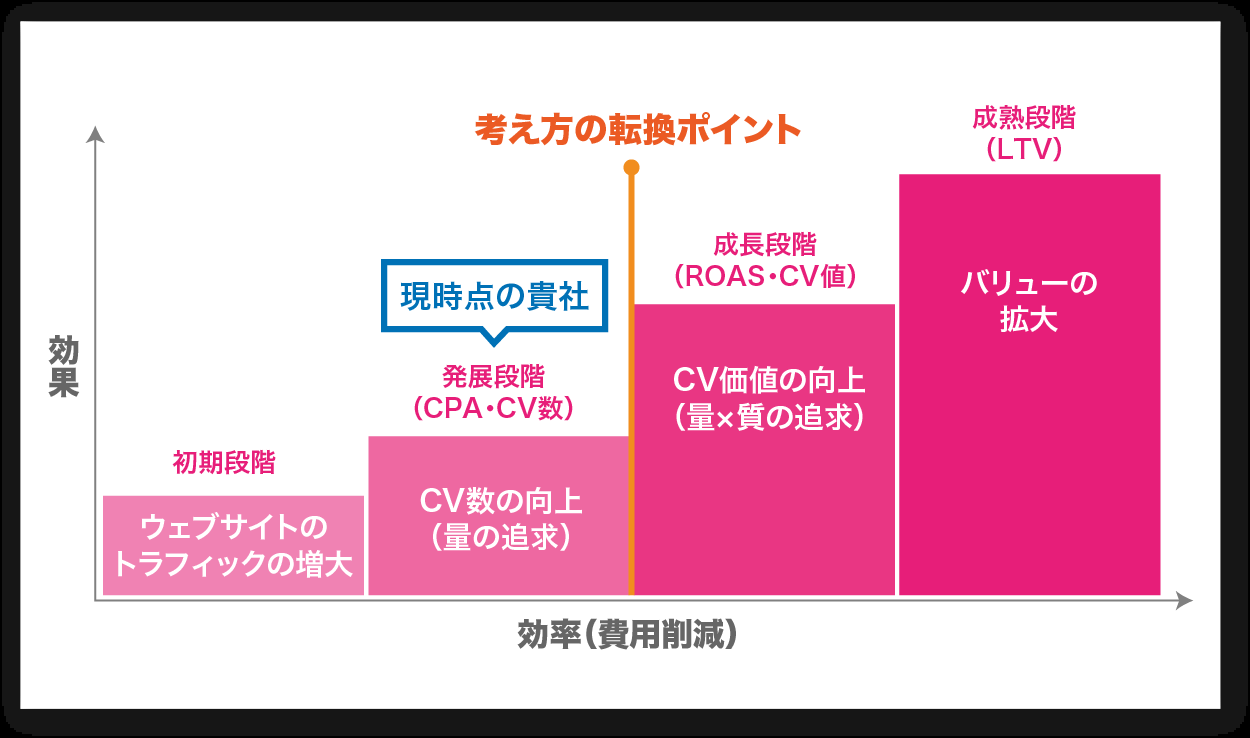 考え方の転換ポイント
成熟段階
（LTV）
成長段階
（ROAS・CV値）
バリューの
拡大
現時点の貴社
発展段階
（CPA・CV数）
CV価値の向上
（量×質の追求）
初期段階
CV数の向上
（量の追求）
ウェブサイトの
トラフィックの増大
効果
効率（費用削減）